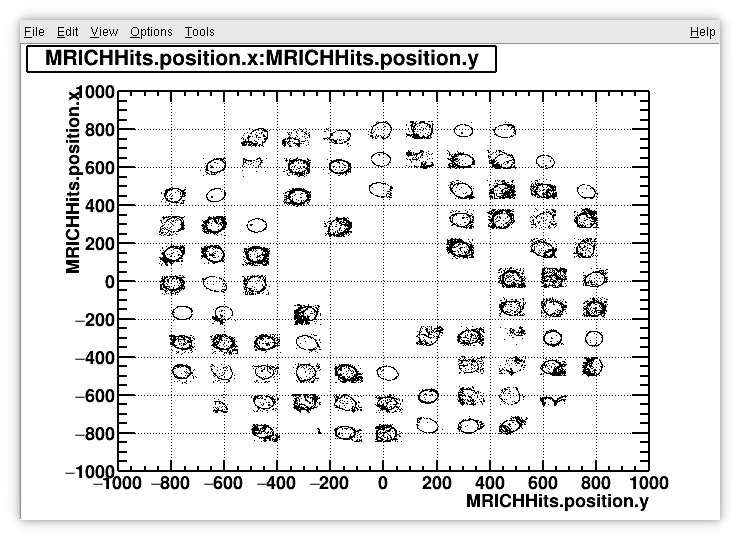 File Edit View Options Tools Help
MRICHHits.position.x:MRICHHits.position.y
MRICHHits.position.x
1000
800
600
400
200
0
−200
−400
−600
−800
−1000
−1000 −800 −600 −400 −200 0 200 400 600 800 1000
MRICHHits.position.y